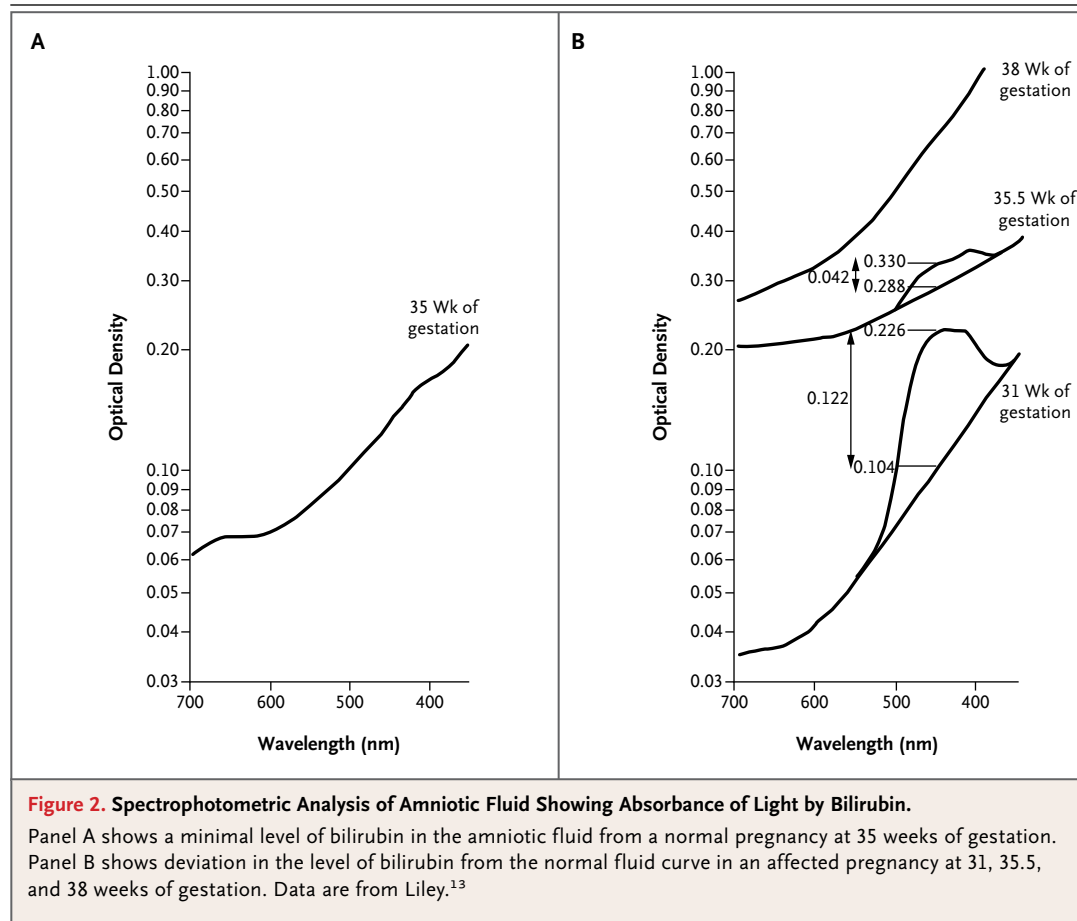 A
1.00
0.90
0.80
0.70
0.60
0.50
0.40
0.30
0.20
0.10
0.09
0.08
0.07
0.06
0.05
0.04
0.03
Optical Density
35 Wk of
gestation
700 600 500 400
Wavelength (nm)
B
1.00
0.90
0.80
0.70
0.60
0.50
0.40
0.30
0.20
0.10
0.09
0.08
0.07
0.06
0.05
0.04
0.03
Optical Density
38 Wk of
gestation
35.5 Wk of
gestation
0.330
0.042
0.288
0.226
0.122
0.104
31 Wk of
gestation
700 600 500 400
Wavelength (nm)
Figure 2. Spectrophotometric Analysis of Amniotic Fluid Showing Absorbance of Light by Bilirubin.
Panel A shows a minimal level of bilirubin in the amniotic fluid from a normal pregnancy at 35 weeks of gestation.
Panel B shows deviation in the level of bilirubin from the normal fluid curve in an affected pregnancy at 31, 35.5,
and 38 weeks of gestation. Data are from Liley.¹³